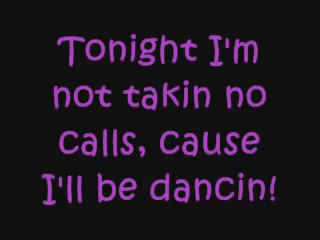 Tonight I'm
not takin no
calls, cause
I'll be dancin!